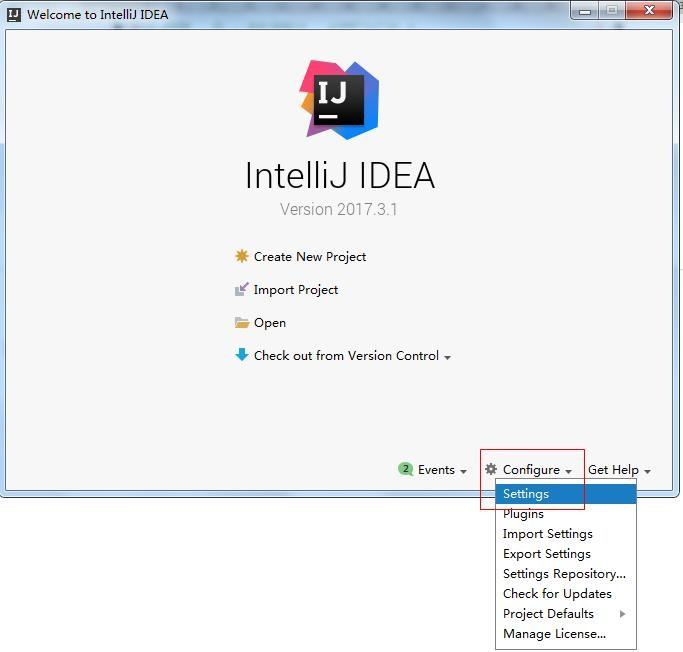 IJ Welcome to IntelliJ IDEA
IJ
IntelliJ IDEA
Version 2017.3.1
Create New Project
Import Project
Open
Check out from Version Control
2 Events Configure Get Help
Settings
Plugins
Import Settings
Export Settings
Settings Repository...
Check for Updates
Project Defaults
Manage License...